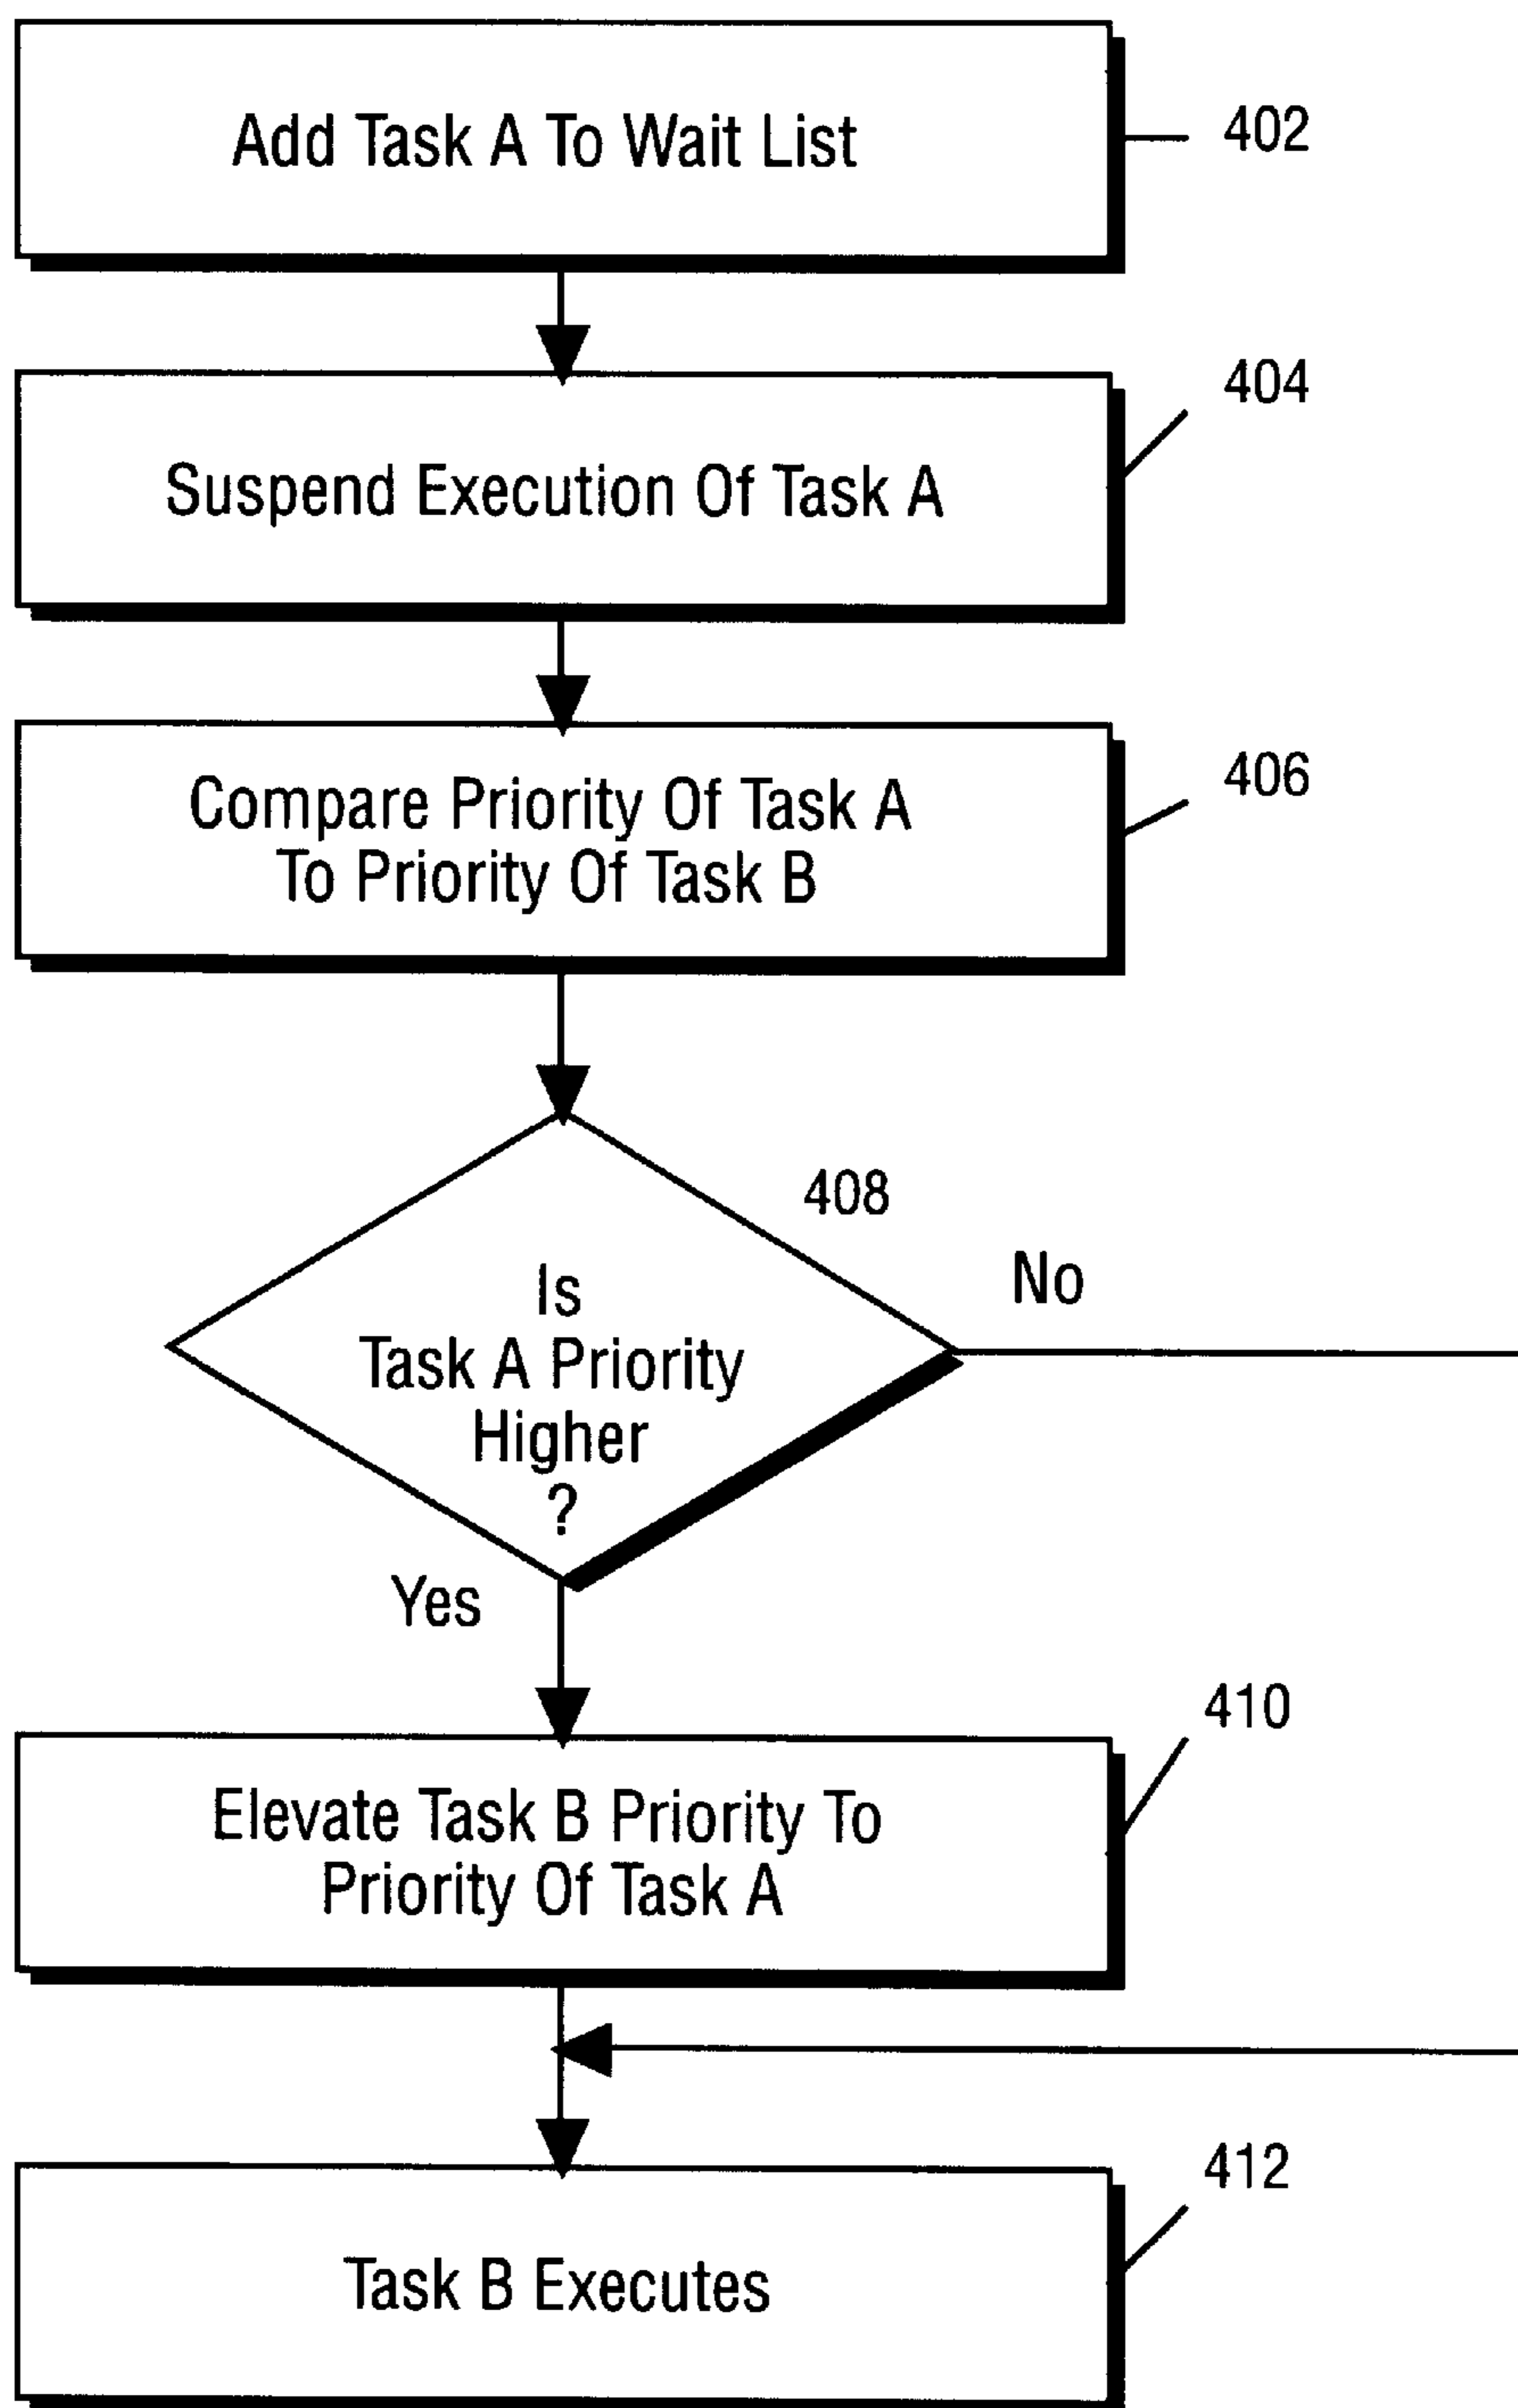 Add Task A To Wait List
402
404
Suspend Execution Of Task A
406
Compare Priority Of Task A
To Priority Of Task B
408
No
Is
Task A Priority
Higher
?
Yes
410
Elevate Task B Priority To
Priority Of Task A
412
Task B Executes